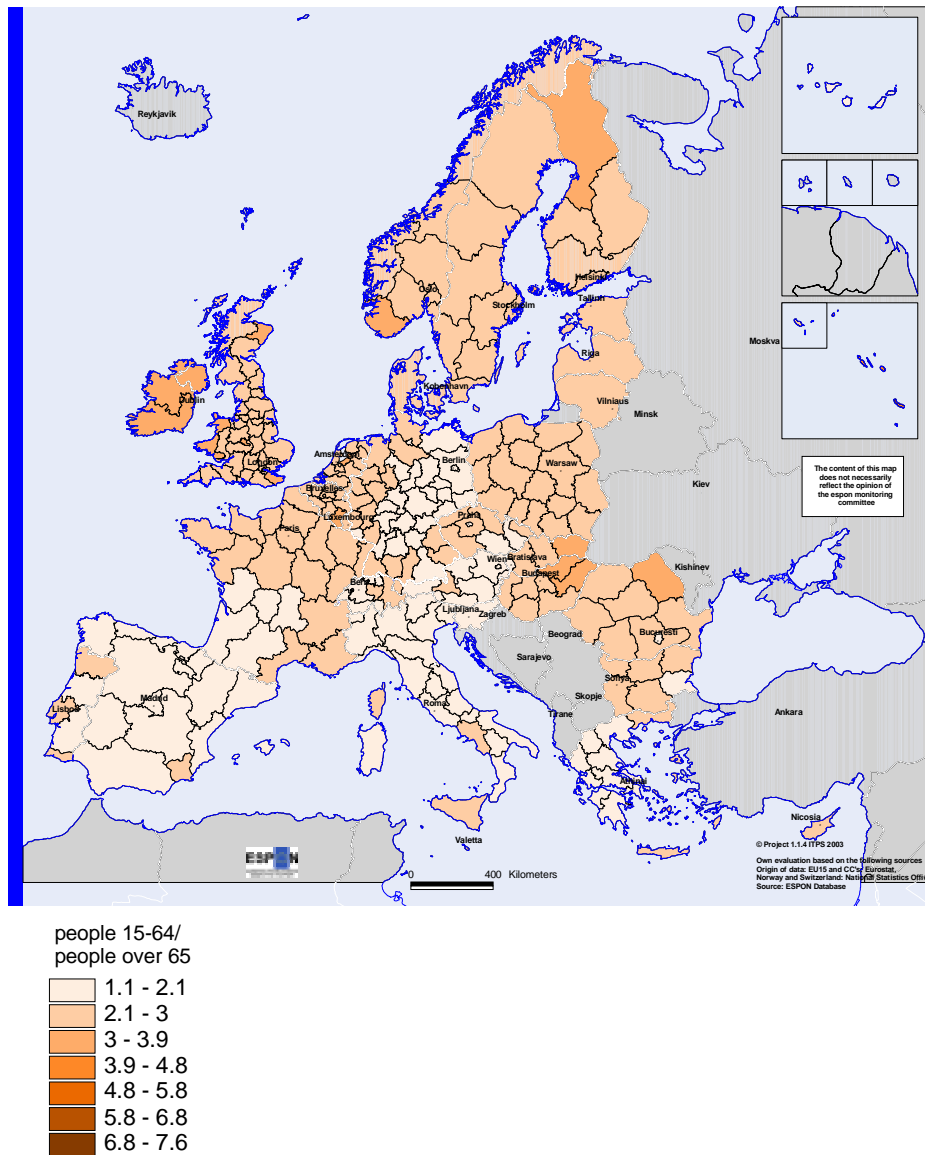 Reykjavik
Oslo
Helsinki
Stockholm
Tallinn
Moskva
Riga
Dublin
København
Vilniaus
Minsk
The content of this map
does not necessarily
reflect the opinion of
the espon monitoring
committee
London
Amsterdam
Berlin
Warsaw
Kiev
Bruxelles
Luxembourg
Praha
Paris
Wien
Bratislava
Kishinev
Bern
Budapest
Ljubljana
Zagreb
Beograd
Bucuresti
Sarajevo
Sofiya
Madrid
Lisboa
Roma
Skopje
Tirane
Ankara
Athinai
Nicosia
Valetta
ESPON
0 400 Kilometers
© Project 1.1.4 ITPS 2003
Own evaluation based on the following sources
Origin of data: EU15 and CC's: Eurostat,
Norway and Switzerland: National Statistics Offi
Source: ESPON Database
people 15-64/
people over 65
1.1 - 2.1
2.1 - 3
3 - 3.9
3.9 - 4.8
4.8 - 5.8
5.8 - 6.8
6.8 - 7.6